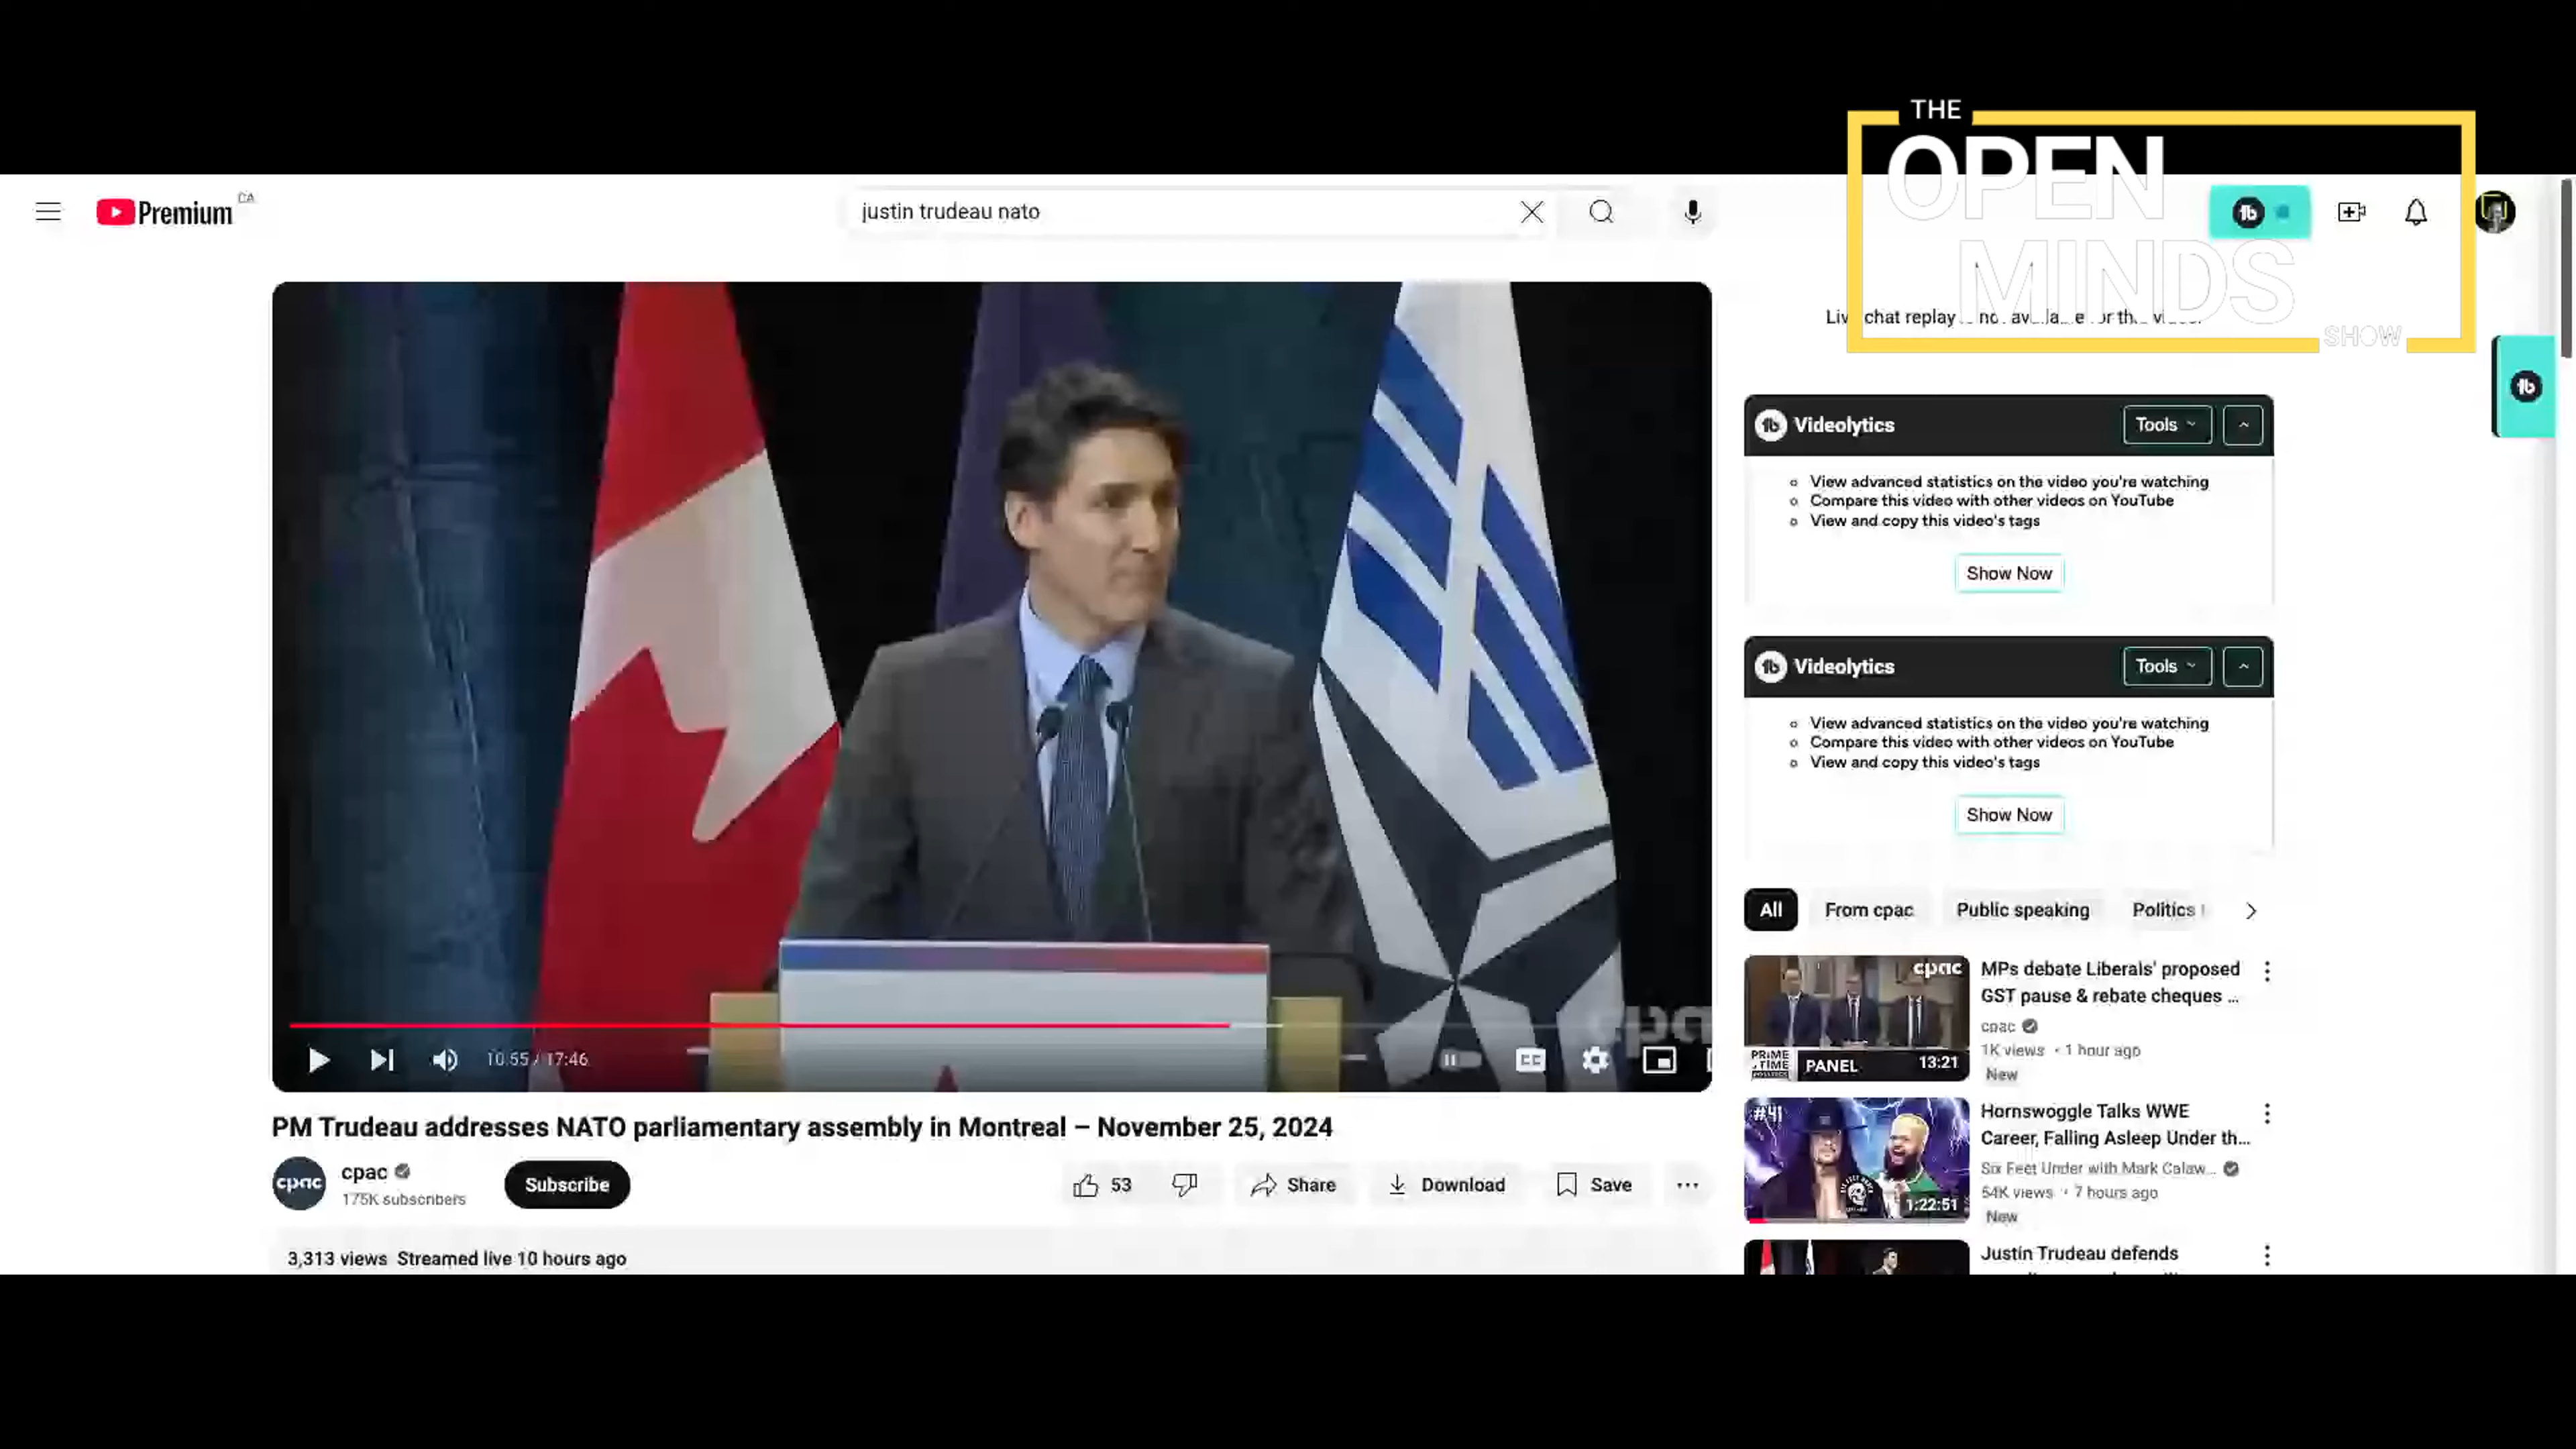 THE
OPEN
MINDS
SHOW
Premium
CA
justin trudeau nato
Videolytics
Tools
View advanced statistics on the video you're watching
Compare this video with other videos on YouTube
View and copy this video's tags
Show Now
Videolytics
Tools
View advanced statistics on the video you're watching
Compare this video with other videos on YouTube
View and copy this video's tags
Show Now
10:55 / 17:46
CC
PM Trudeau addresses NATO parliamentary assembly in Montreal – November 25, 2024
cpac
cpac
175K subscribers
Subscribe
53
Share
Download
Save
3,313 views Streamed live 10 hours ago
All
From cpac
Public speaking
Politics
cpac
PRIME
TIME
PANEL
13:21
MPs debate Liberals' proposed
GST pause & rebate cheques ...
cpac
1K views • 1 hour ago
New
#41
1:22:51
Hornswoggle Talks WWE
Career, Falling Asleep Under th...
Six Feet Under with Mark Calaw...
54K views • 7 hours ago
New
Justin Trudeau defends